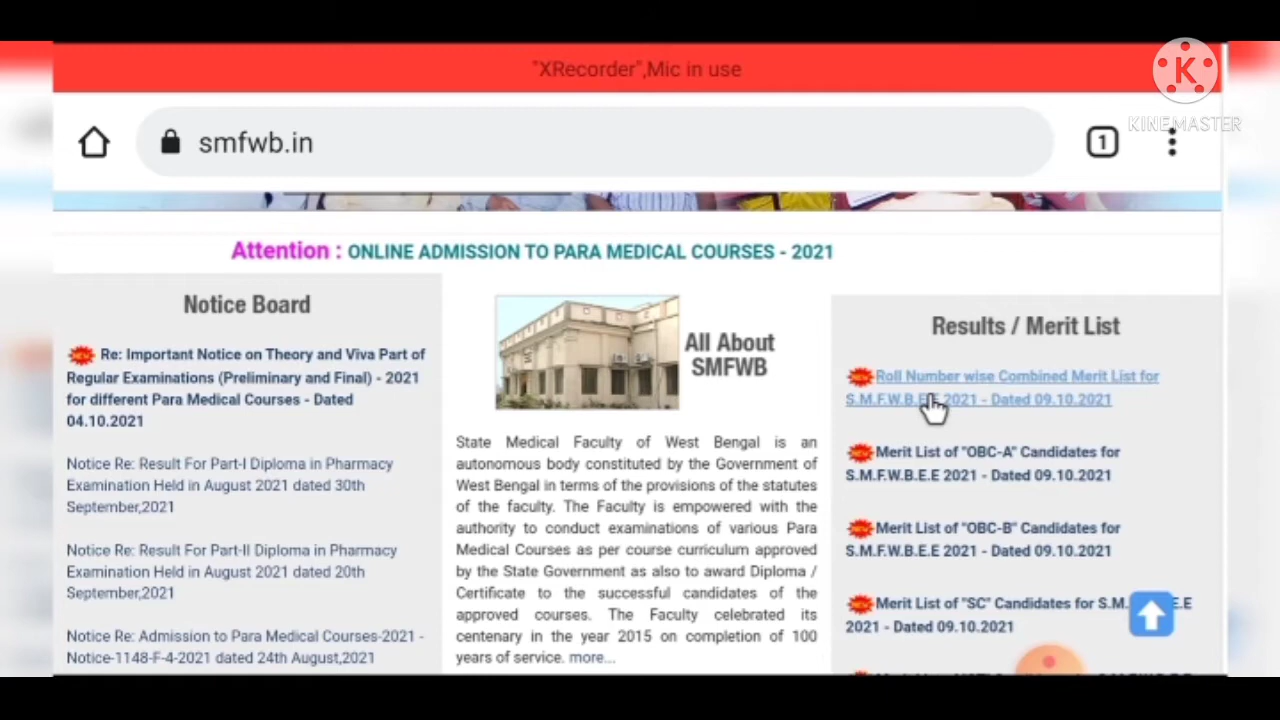 "XRecorder",Mic in use
K
KINEMASTER
smfwb.in
1
Attention : ONLINE ADMISSION TO PARA MEDICAL COURSES - 2021
Notice Board
NEW Re: Important Notice on Theory and Viva Part of
Regular Examinations (Preliminary and Final) - 2021
for different Para Medical Courses - Dated
04.10.2021
Notice Re: Result For Part-I Diploma in Pharmacy
Examination Held in August 2021 dated 30th
September,2021
Notice Re: Result For Part-II Diploma in Pharmacy
Examination Held in August 2021 dated 20th
September,2021
Notice Re: Admission to Para Medical Courses-2021 -
Notice-1148-F-4-2021 dated 24th August,2021
All About
SMFWB
State Medical Faculty of West Bengal is an
autonomous body constituted by the Government of
West Bengal in terms of the provisions of the statutes
of the faculty. The Faculty is empowered with the
authority to conduct examinations of various Para
Medical Courses as per course curriculum approved
by the State Government as also to award Diploma /
Certificate to the successful candidates of the
approved courses. The Faculty celebrated its
centenary in the year 2015 on completion of 100
years of service. more...
Results / Merit List
NEW Roll Number wise Combined Merit List for
S.M.F.W.B.E.E 2021 - Dated 09.10.2021
NEW Merit List of "OBC-A" Candidates for
S.M.F.W.B.E.E 2021 - Dated 09.10.2021
NEW Merit List of "OBC-B" Candidates for
S.M.F.W.B.E.E 2021 - Dated 09.10.2021
NEW Merit List of "SC" Candidates for S.M. E.E
2021 - Dated 09.10.2021